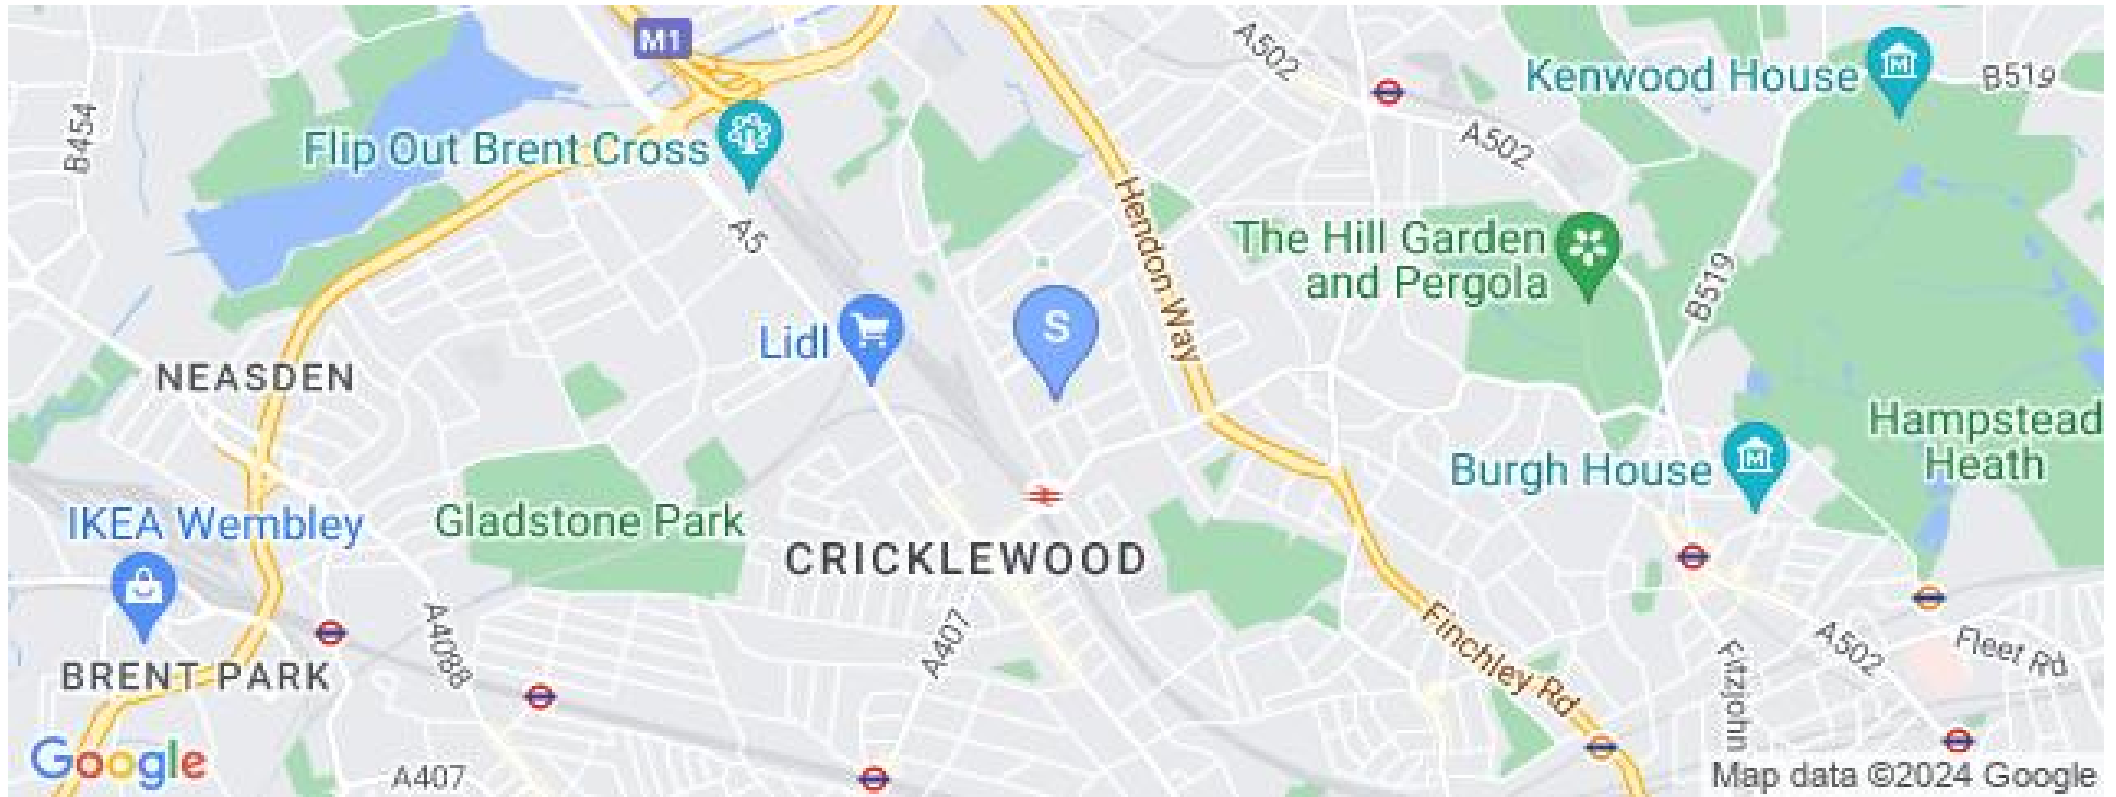 M1
A502
Kenwood House
B519
B454
Flip Out Brent Cross
A502
A5
Hendon Way
The Hill Garden
and Pergola
B519
Lidl
S
NEASDEN
Hampstead
Heath
Burgh House
IKEA Wembley
Gladstone Park
CRICKLEWOOD
A4088
A407
Finchley Rd
A502
Fleet Rd
BRENT PARK
Fitzjohn
Google
A407
Map data ©2024 Google